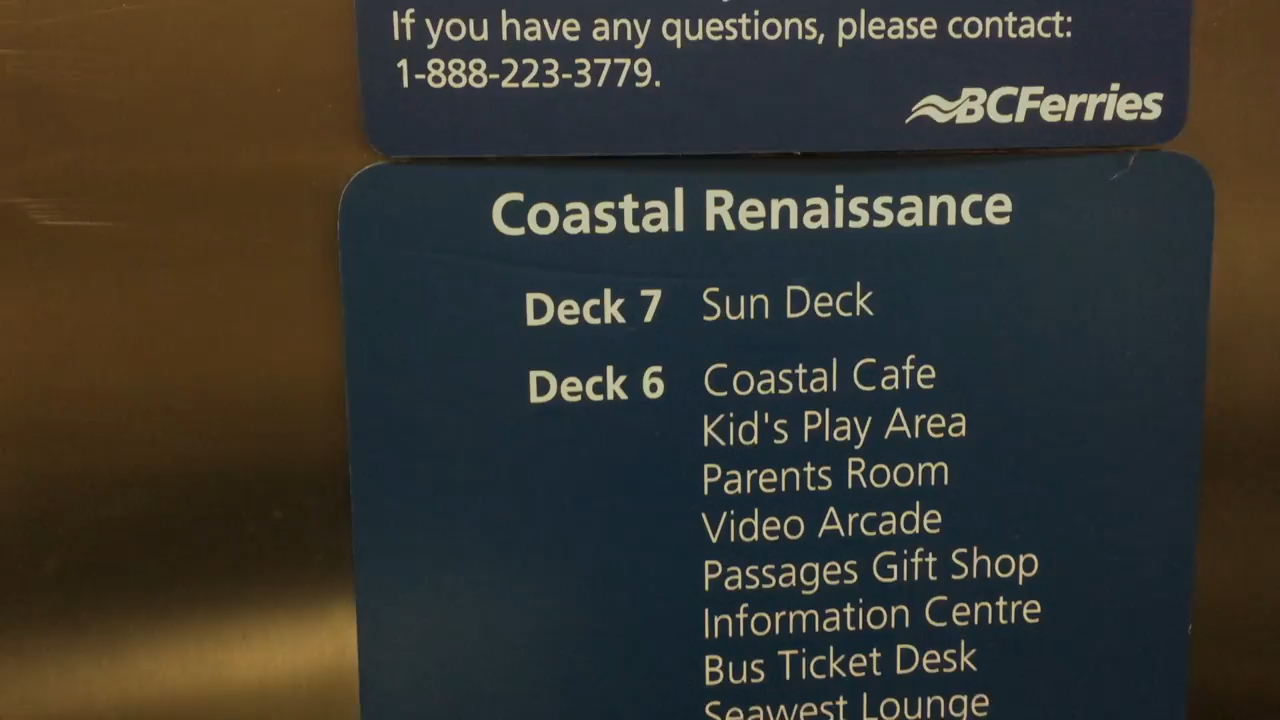 If you have any questions, please contact:
1-888-223-3779.
BCFerries
Coastal Renaissance
Deck 7 Sun Deck
Deck 6 Coastal Cafe
Kid's Play Area
Parents Room
Video Arcade
Passages Gift Shop
Information Centre
Bus Ticket Desk
Seawest Lounge